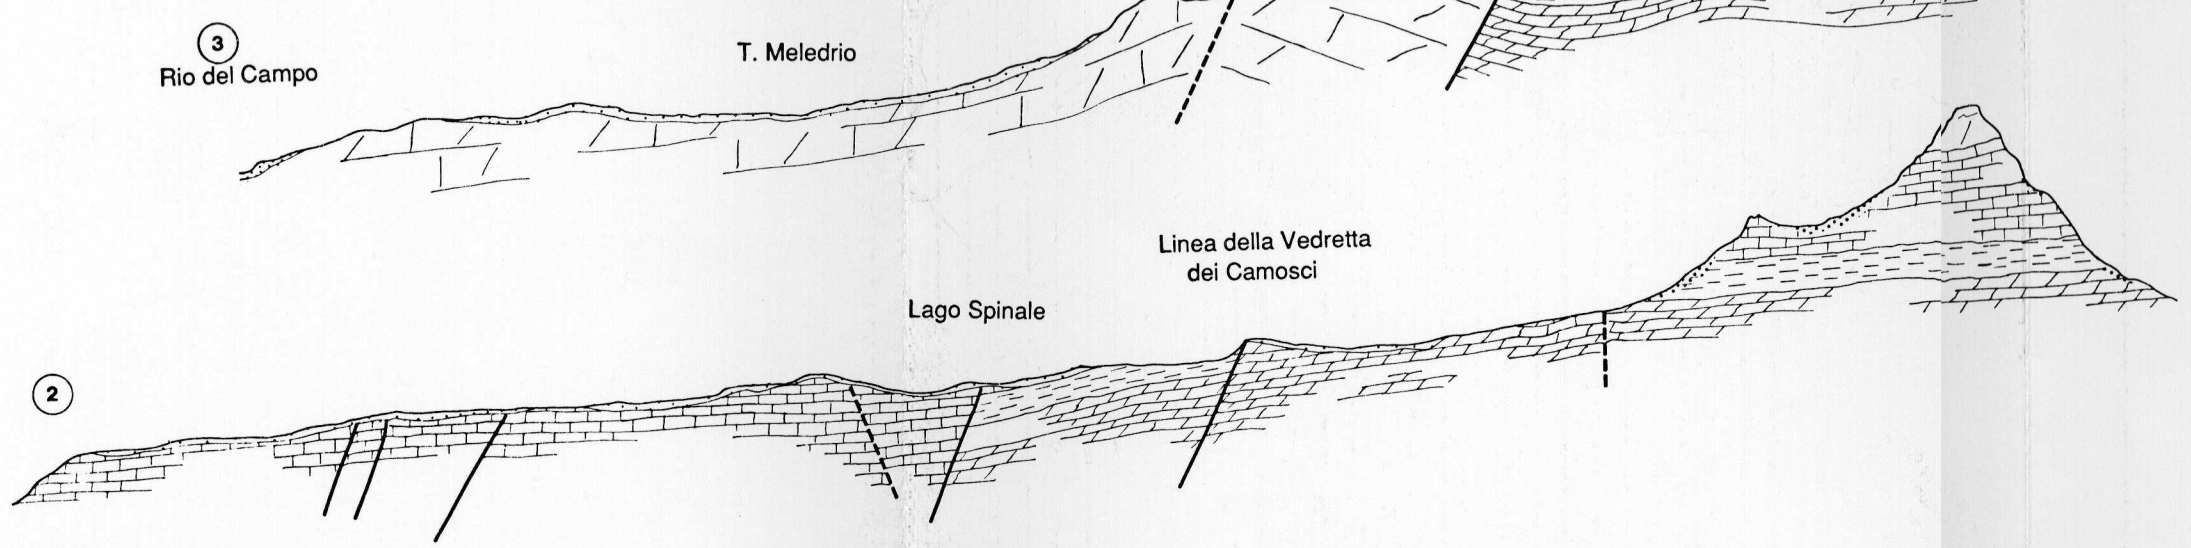 3
Rio del Campo
T. Meledrio
Linea della Vedretta
dei Camosci
Lago Spinale
2